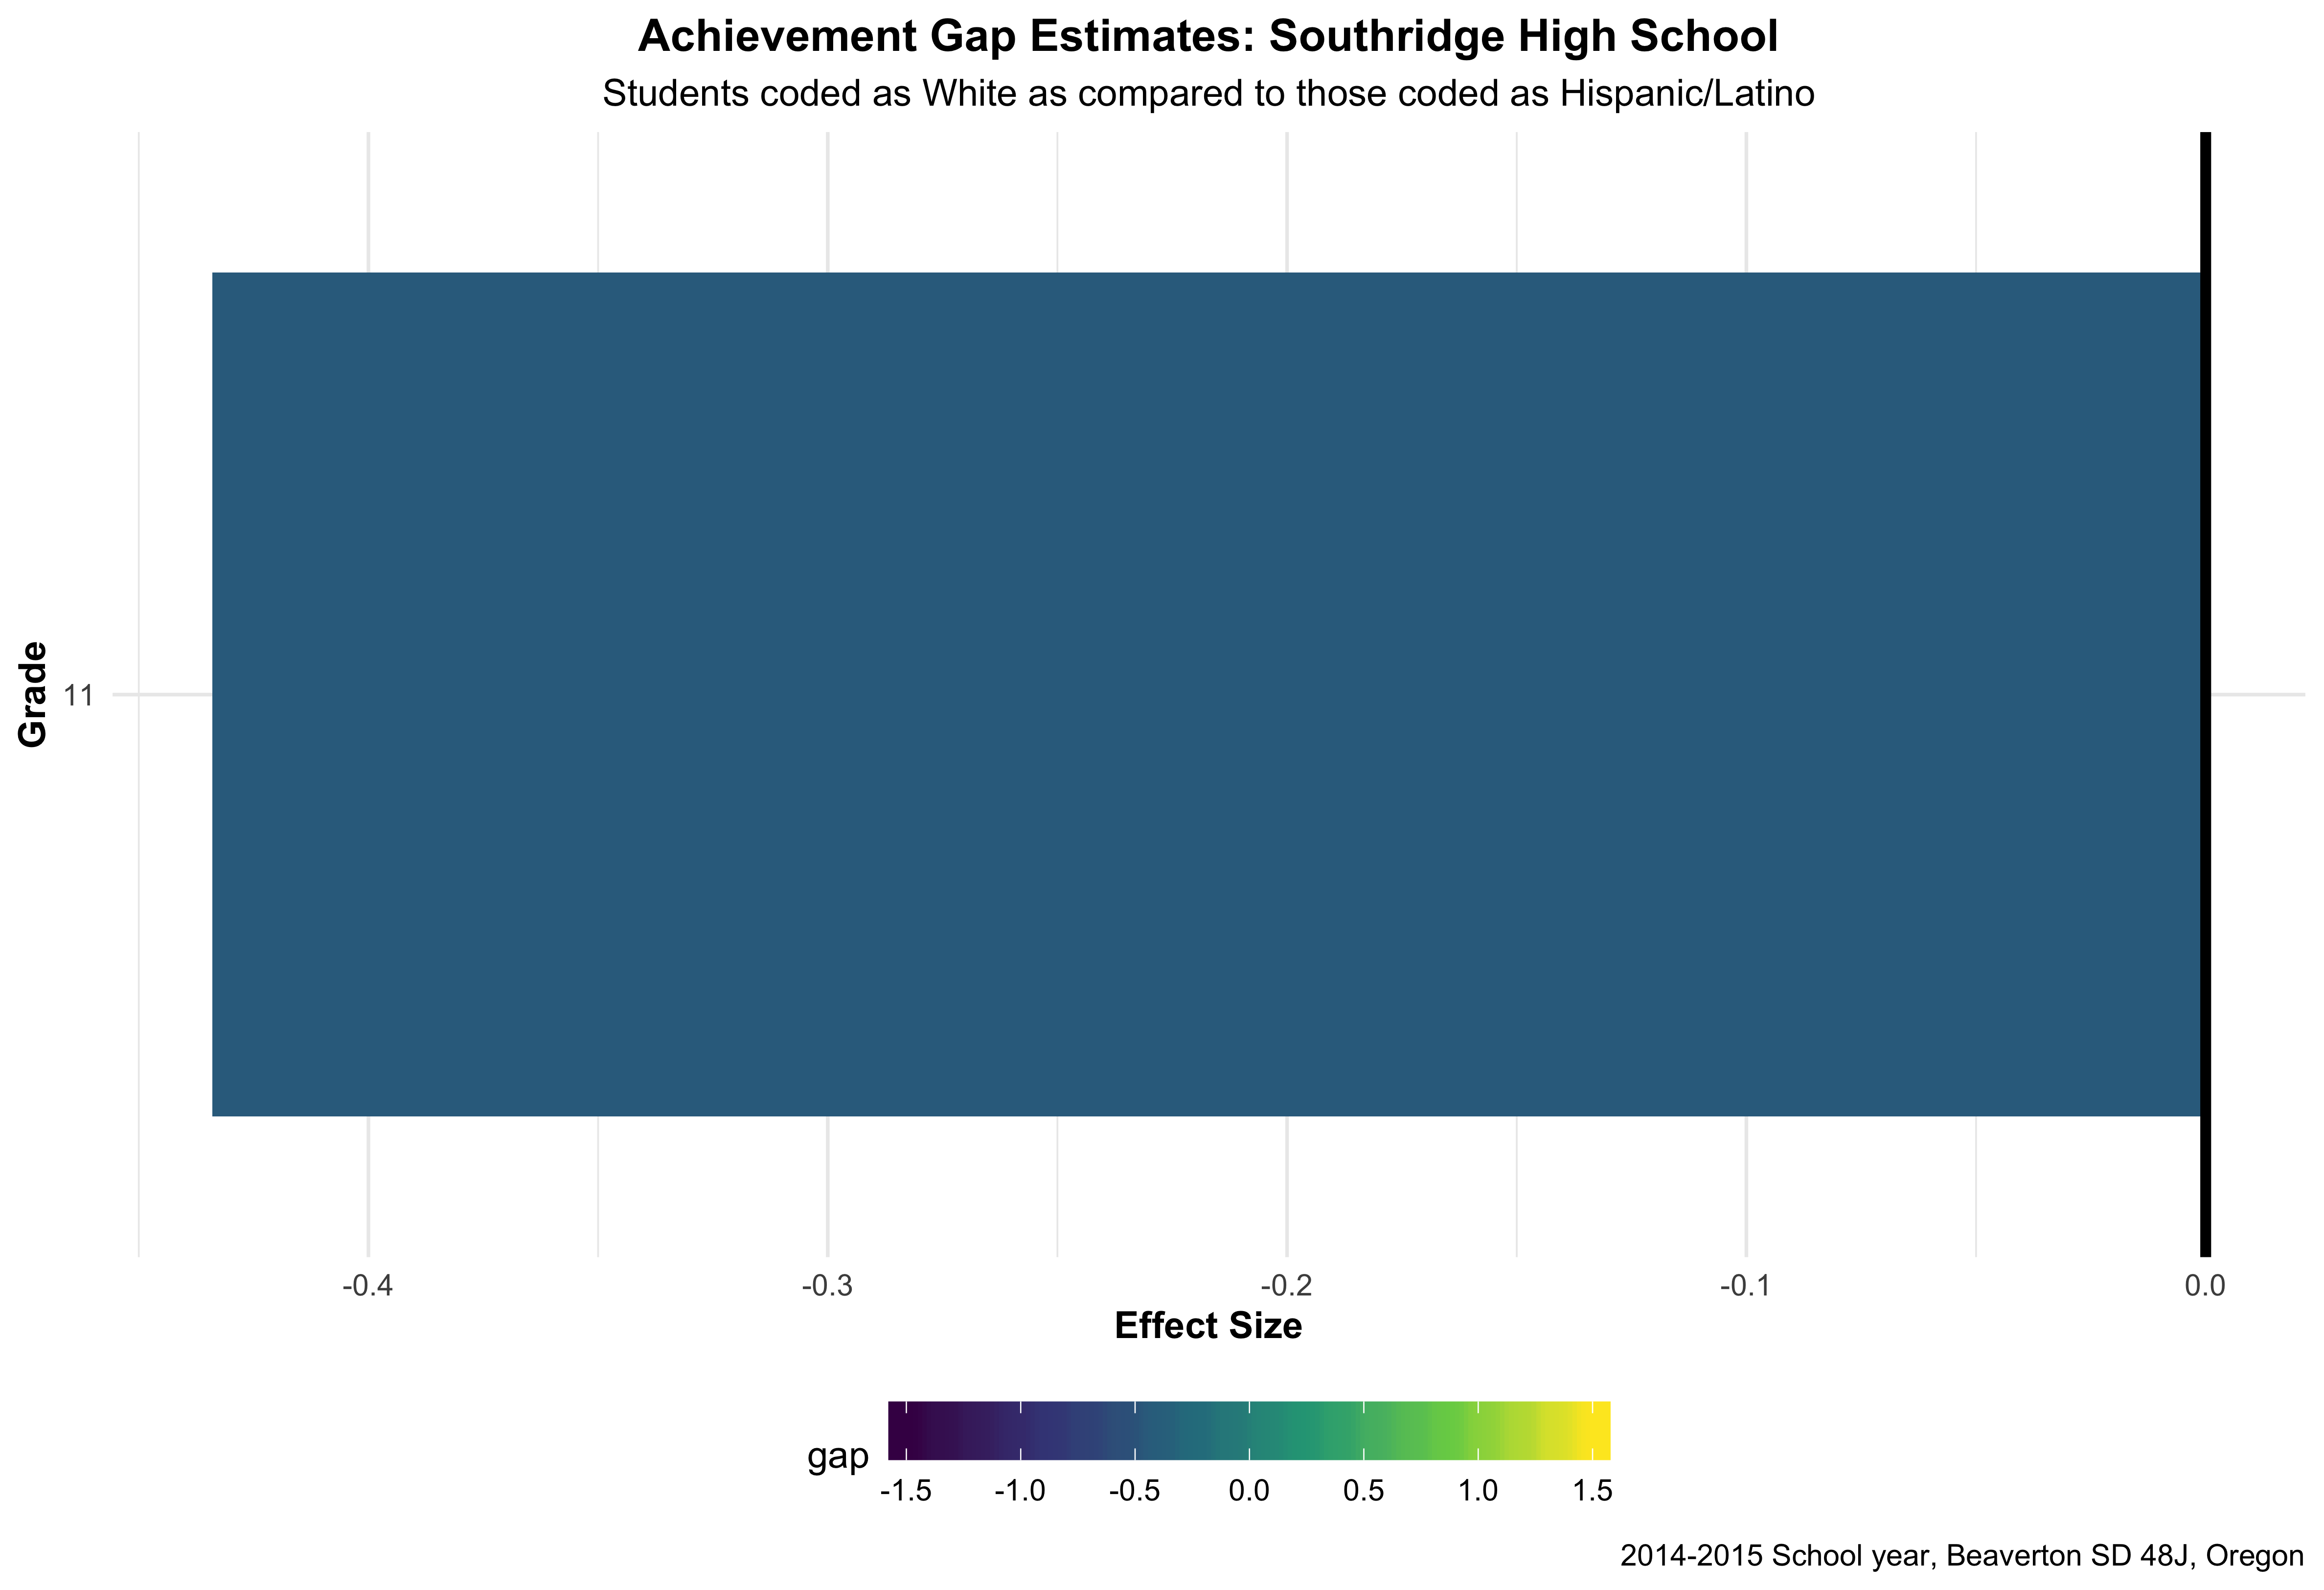 Achievement Gap Estimates: Southridge High School
Students coded as White as compared to those coded as Hispanic/Latino
Grade
11
-0.4 -0.3 -0.2 -0.1 0.0
Effect Size
gap
-1.5 -1.0 -0.5 0.0 0.5 1.0 1.5
2014-2015 School year, Beaverton SD 48J, Oregon